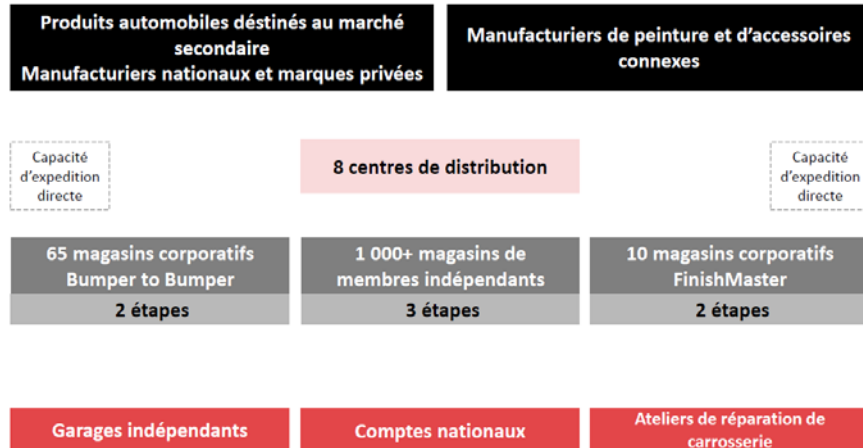 Produits automobiles déstinés au marché
secondaire
Manufacturiers nationaux et marques privées
Manufacturiers de peinture et d'accessoires
connexes
Capacité
d'expedition
directe
8 centres de distribution
Capacité
d'expedition
directe
65 magasins corporatifs
Bumper to Bumper
2 étapes
1 000+ magasins de
membres indépendants
3 étapes
10 magasins corporatifs
FinishMaster
2 étapes
Garages indépendants
Comptes nationaux
Ateliers de réparation de
carrosserie